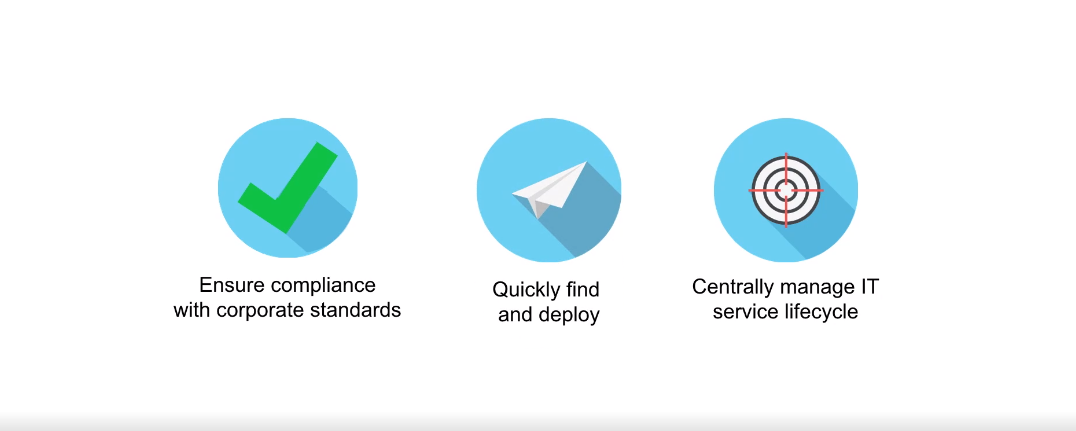 Ensure compliance
with corporate standards
Quickly find
and deploy
Centrally manage IT
service lifecycle